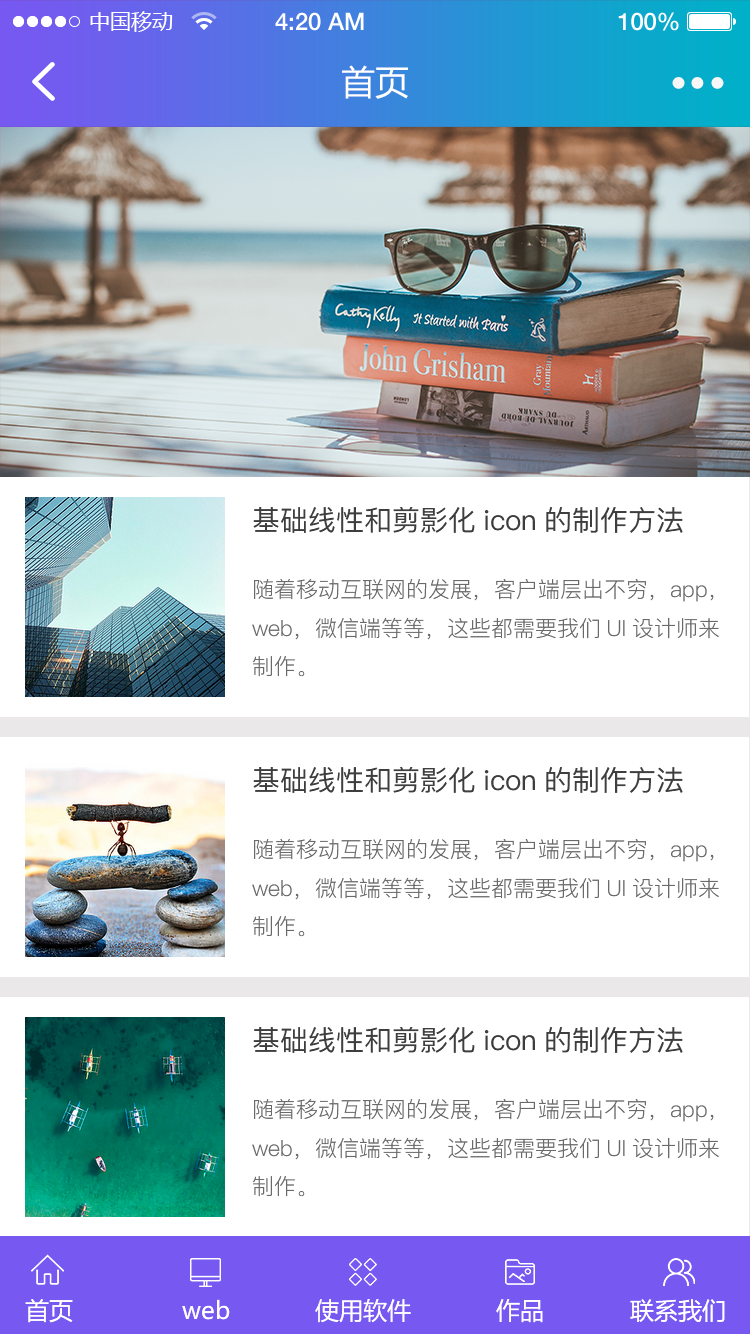 中国移动 4:20 AM 100%
首页
Cathy Kelly It Started with Paris
John Grisham Gray Mountain
JOURNAL DE BORD DU SNARK
基础线性和剪影化 icon 的制作方法
随着移动互联网的发展，客户端层出不穷，app，
web，微信端等等，这些都需要我们 UI 设计师来
制作。
基础线性和剪影化 icon 的制作方法
随着移动互联网的发展，客户端层出不穷，app，
web，微信端等等，这些都需要我们 UI 设计师来
制作。
基础线性和剪影化 icon 的制作方法
随着移动互联网的发展，客户端层出不穷，app，
web，微信端等等，这些都需要我们 UI 设计师来
制作。
首页 web 使用软件 作品 联系我们